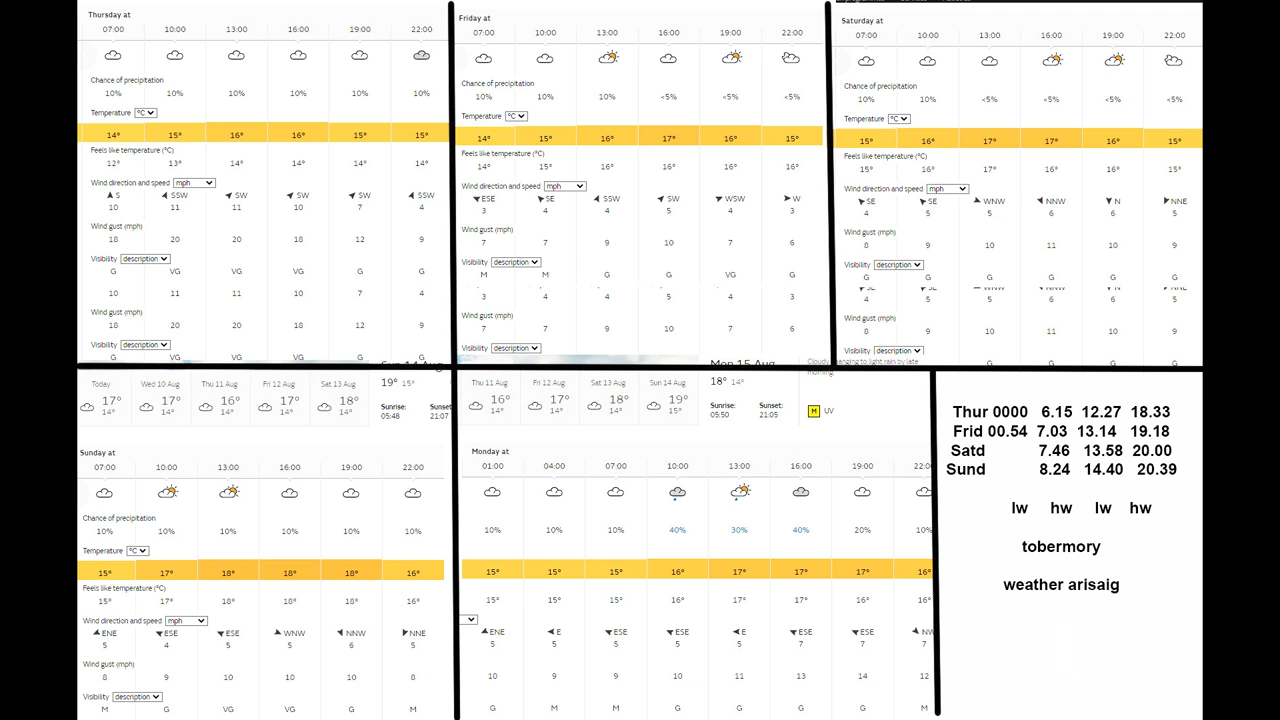 Thursday at
07:00 10:00 13:00 16:00 19:00 22:00
Chance of precipitation
10% 10% 10% 10% 10% 10%
Temperature °C
14° 15° 16° 16° 15° 15°
Feels like temperature (°C)
12° 13° 14° 14° 14° 14°
Wind direction and speed mph
S SSW SW SW SW SSW
10 11 11 10 7 4
Wind gust (mph)
18 20 20 18 12 9
Visibility description
G VG VG VG G G
10 11 11 10 7 4
Wind gust (mph)
18 20 20 18 12 9
Visibility description
G VG VG VG G G
Friday at
07:00 10:00 13:00 16:00 19:00 22:00
Chance of precipitation
10% 10% 10% <5% <5% <5%
Temperature °C
14° 15° 16° 17° 16° 15°
Feels like temperature (°C)
14° 15° 16° 16° 16° 16°
Wind direction and speed mph
ESE SE SSW SW WSW W
3 4 4 5 4 3
Wind gust (mph)
7 7 9 10 7 6
Visibility description
M M G G VG G
3 4 4 5 4 3
Wind gust (mph)
7 7 9 10 7 6
Visibility description
Saturday at
07:00 10:00 13:00 16:00 19:00 22:00
Chance of precipitation
10% 10% <5% <5% <5% <5%
Temperature °C
15° 16° 17° 17° 16° 15°
Feels like temperature (°C)
15° 16° 17° 16° 16° 16°
Wind direction and speed mph
SE SE WNW NNW N NNE
4 5 5 6 6 5
Wind gust (mph)
8 9 10 11 10 9
Visibility description
G G G G G G
SE SE WNW NNW N NNE
4 5 5 6 6 5
Wind gust (mph)
8 9 10 11 10 9
Visibility description
G G G G
Today Wed 10 Aug Thu 11 Aug Fri 12 Aug Sat 13 Aug Sun 14 Aug
17° 17° 16° 17° 18° 19° 15°
14° 14° 14° 14° 14°
Sunrise: Sunset:
05:48 21:07
Sunday at
07:00 10:00 13:00 16:00 19:00 22:00
Chance of precipitation
10% 10% 10% 10% 10% 10%
Temperature °C
15° 17° 18° 18° 18° 16°
Feels like temperature (°C)
15° 17° 18° 18° 18° 16°
Wind direction and speed mph
ENE ESE ESE WNW NNW NNE
5 4 5 5 6 5
Wind gust (mph)
8 9 10 10 10 8
Visibility description
M G VG VG G M
Thu 11 Aug Fri 12 Aug Sat 13 Aug Sun 14 Aug Mon 15 Aug
16° 17° 18° 19° 18° 14°
14° 14° 14° 15°
Sunrise: Sunset:
05:50 21:05
Cloudy changing to light rain by late
morning.
M UV
Monday at
01:00 04:00 07:00 10:00 13:00 16:00 19:00 22:00
10% 10% 10% 40% 30% 40% 20% 10%
15° 15° 15° 16° 17° 17° 17° 16°
15° 15° 15° 16° 17° 17° 17° 16°
ENE E ESE ESE E ESE ESE NW
5 5 5 5 5 7 7 7
10 9 9 10 11 13 14 12
G M M G G G G G
Thur 0000 6.15 12.27 18.33
Frid 00.54 7.03 13.14 19.18
Satd 7.46 13.58 20.00
Sund 8.24 14.40 20.39
lw hw lw hw
tobermory
weather arisaig